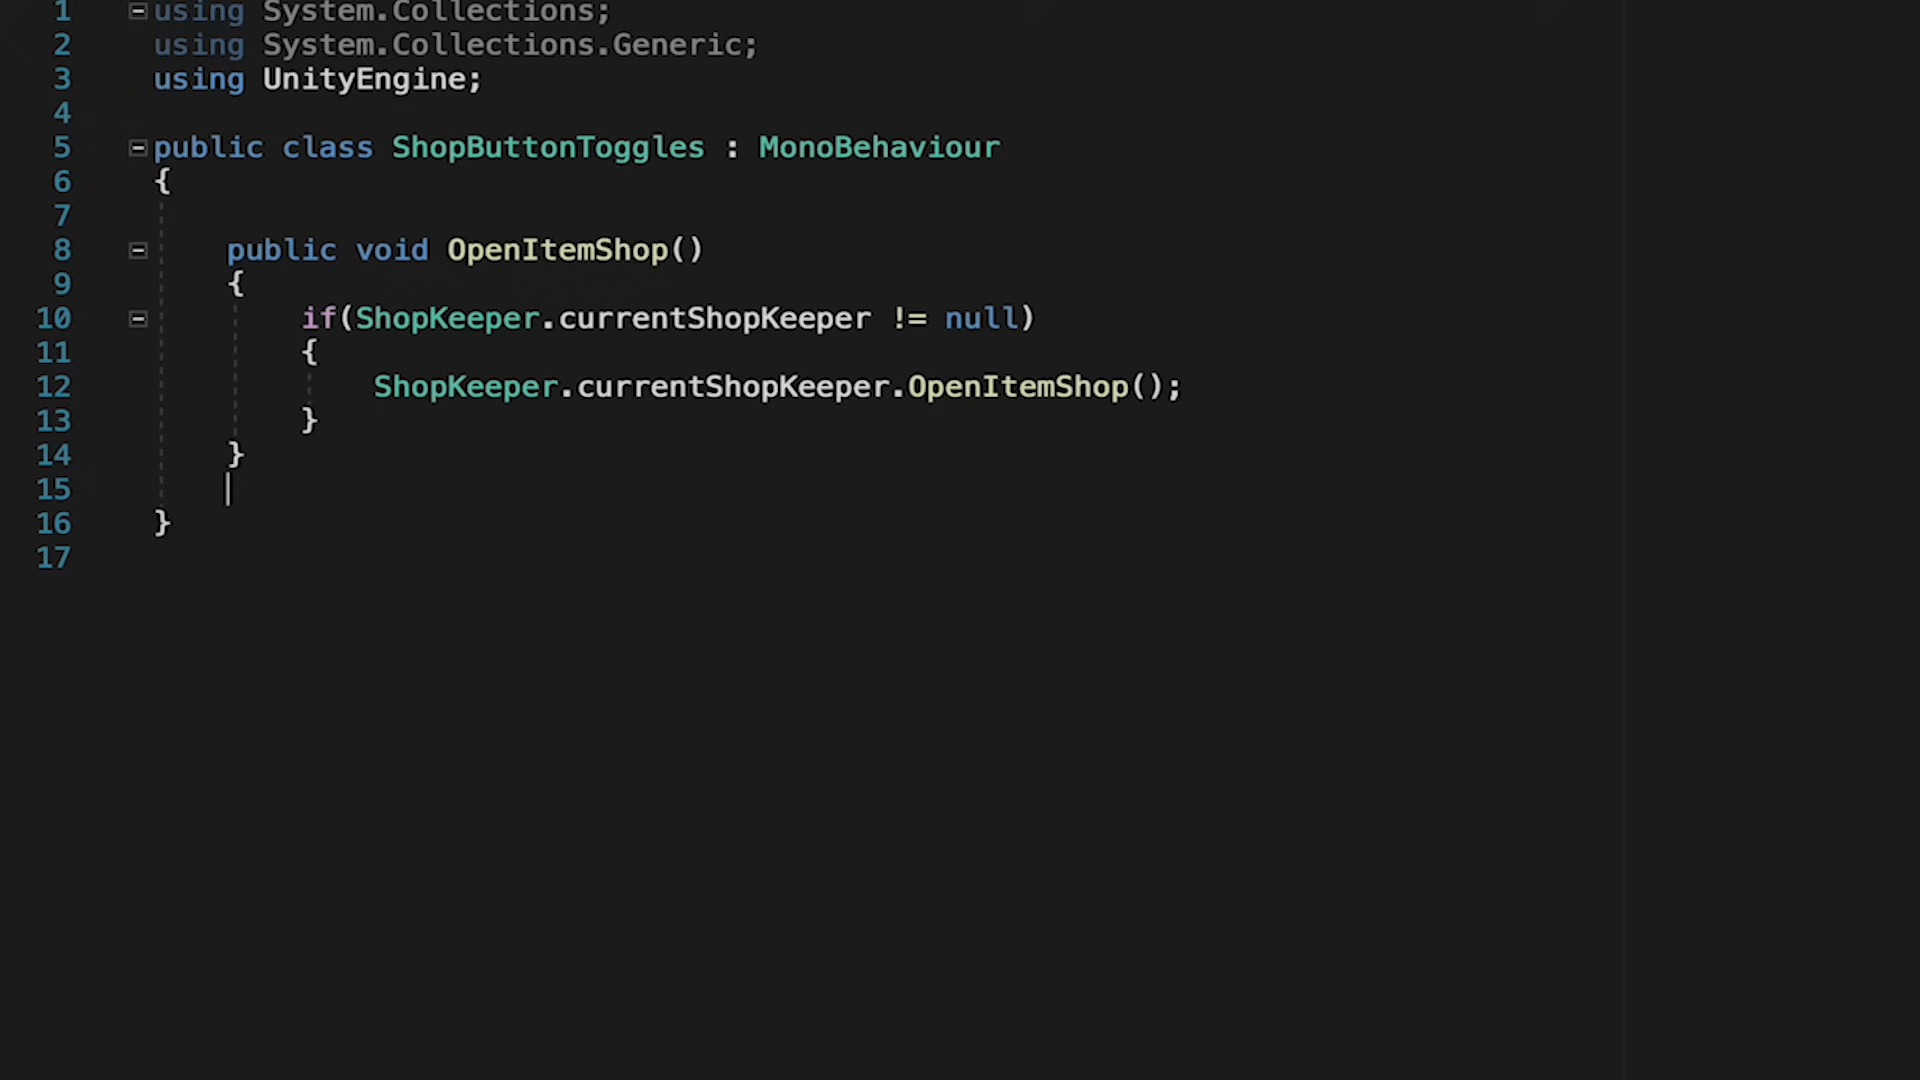 1 using System.Collections;
2 using System.Collections.Generic;
3 using UnityEngine;
4
5 public class ShopButtonToggles : MonoBehaviour
6 {
7
8 public void OpenItemShop()
9 {
10 if(ShopKeeper.currentShopKeeper != null)
11 {
12 ShopKeeper.currentShopKeeper.OpenItemShop();
13 }
14 }
15
16 }
17